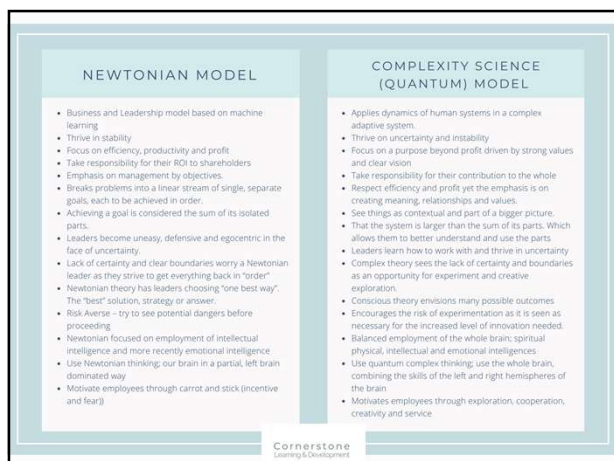 NEWTONIAN MODEL
• Business and Leadership model based on machine
learning
• Thrive in stability
• Focus on efficiency, productivity and profit
• Take responsibility for their ROI to shareholders
• Emphasis on management by objectives.
• Breaks problems into a linear stream of single, separate
goals, each to be achieved in order.
• Achieving a goal is considered the sum of its isolated
parts.
• Leaders become uneasy, defensive and egocentric in the
face of uncertainty.
• Lack of certainty and clear boundaries worry a Newtonian
leader as they strive to get everything back in “order”
• Newtonian theory has leaders choosing “one best way”.
The “best” solution, strategy or answer.
• Risk Averse – try to see potential dangers before
proceeding
• Newtonian focused on employment of intellectual
intelligence and more recently emotional intelligence
• Use Newtonian thinking; our brain in a partial, left brain
dominated way
• Motivate employees through carrot and stick (incentive
and fear))
COMPLEXITY SCIENCE
(QUANTUM) MODEL
• Applies dynamics of human systems in a complex
adaptive system.
• Thrive on uncertainty and instability
• Focus on a purpose beyond profit driven by strong values
and clear vision
• Take responsibility for their contribution to the whole
• Respect efficiency and profit yet the emphasis is on
creating meaning, relationships and values.
• See things as contextual and part of a bigger picture.
• That the system is larger than the sum of its parts. Which
allows them to better understand and use the parts
• Leaders learn how to work with and thrive in uncertainty
• Complex theory sees the lack of certainty and boundaries
as an opportunity for experiment and creative
exploration.
• Conscious theory envisions many possible outcomes
• Encourages the risk of experimentation as it is seen as
necessary for the increased level of innovation needed.
• Balanced employment of the whole brain; spiritual
physical, intellectual and emotional intelligences
• Use quantum complex thinking; use the whole brain,
combining the skills of the left and right hemispheres of
the brain
• Motivates employees through exploration, cooperation,
creativity and service
Cornerstone
Learning & Development